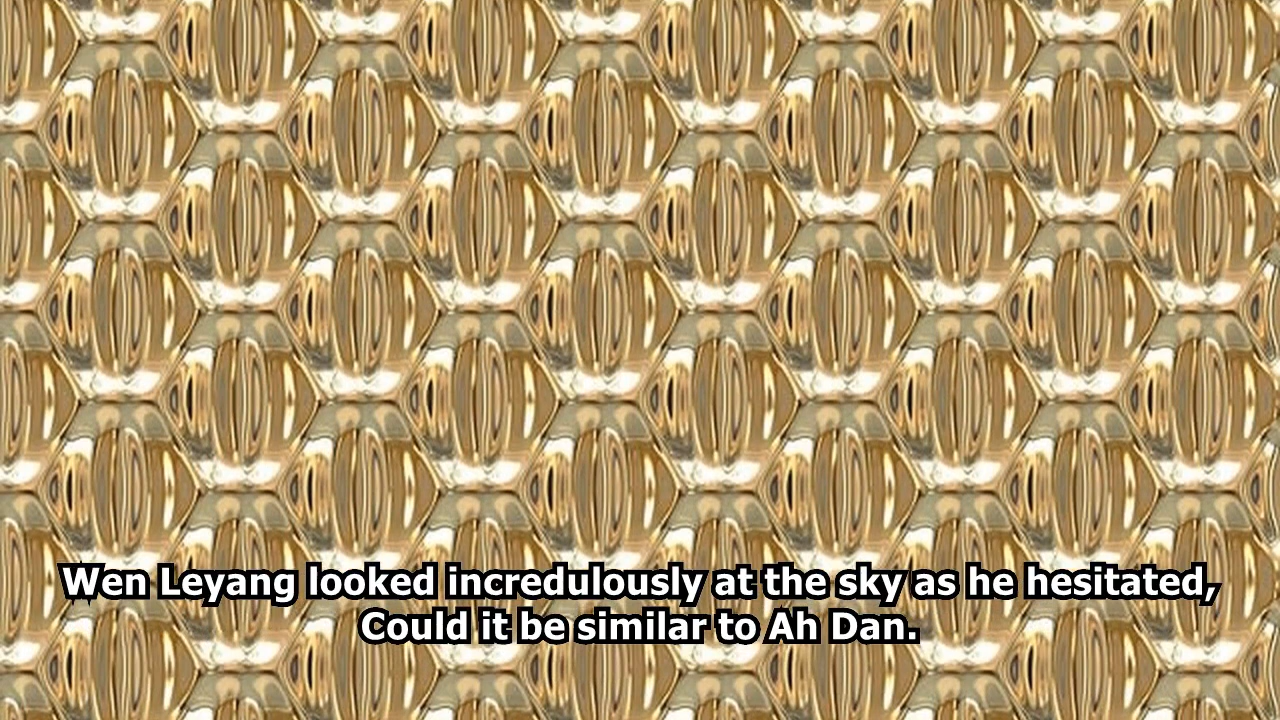 Wen Leyang looked incredulously at the sky as he hesitated,
Could it be similar to Ah Dan.